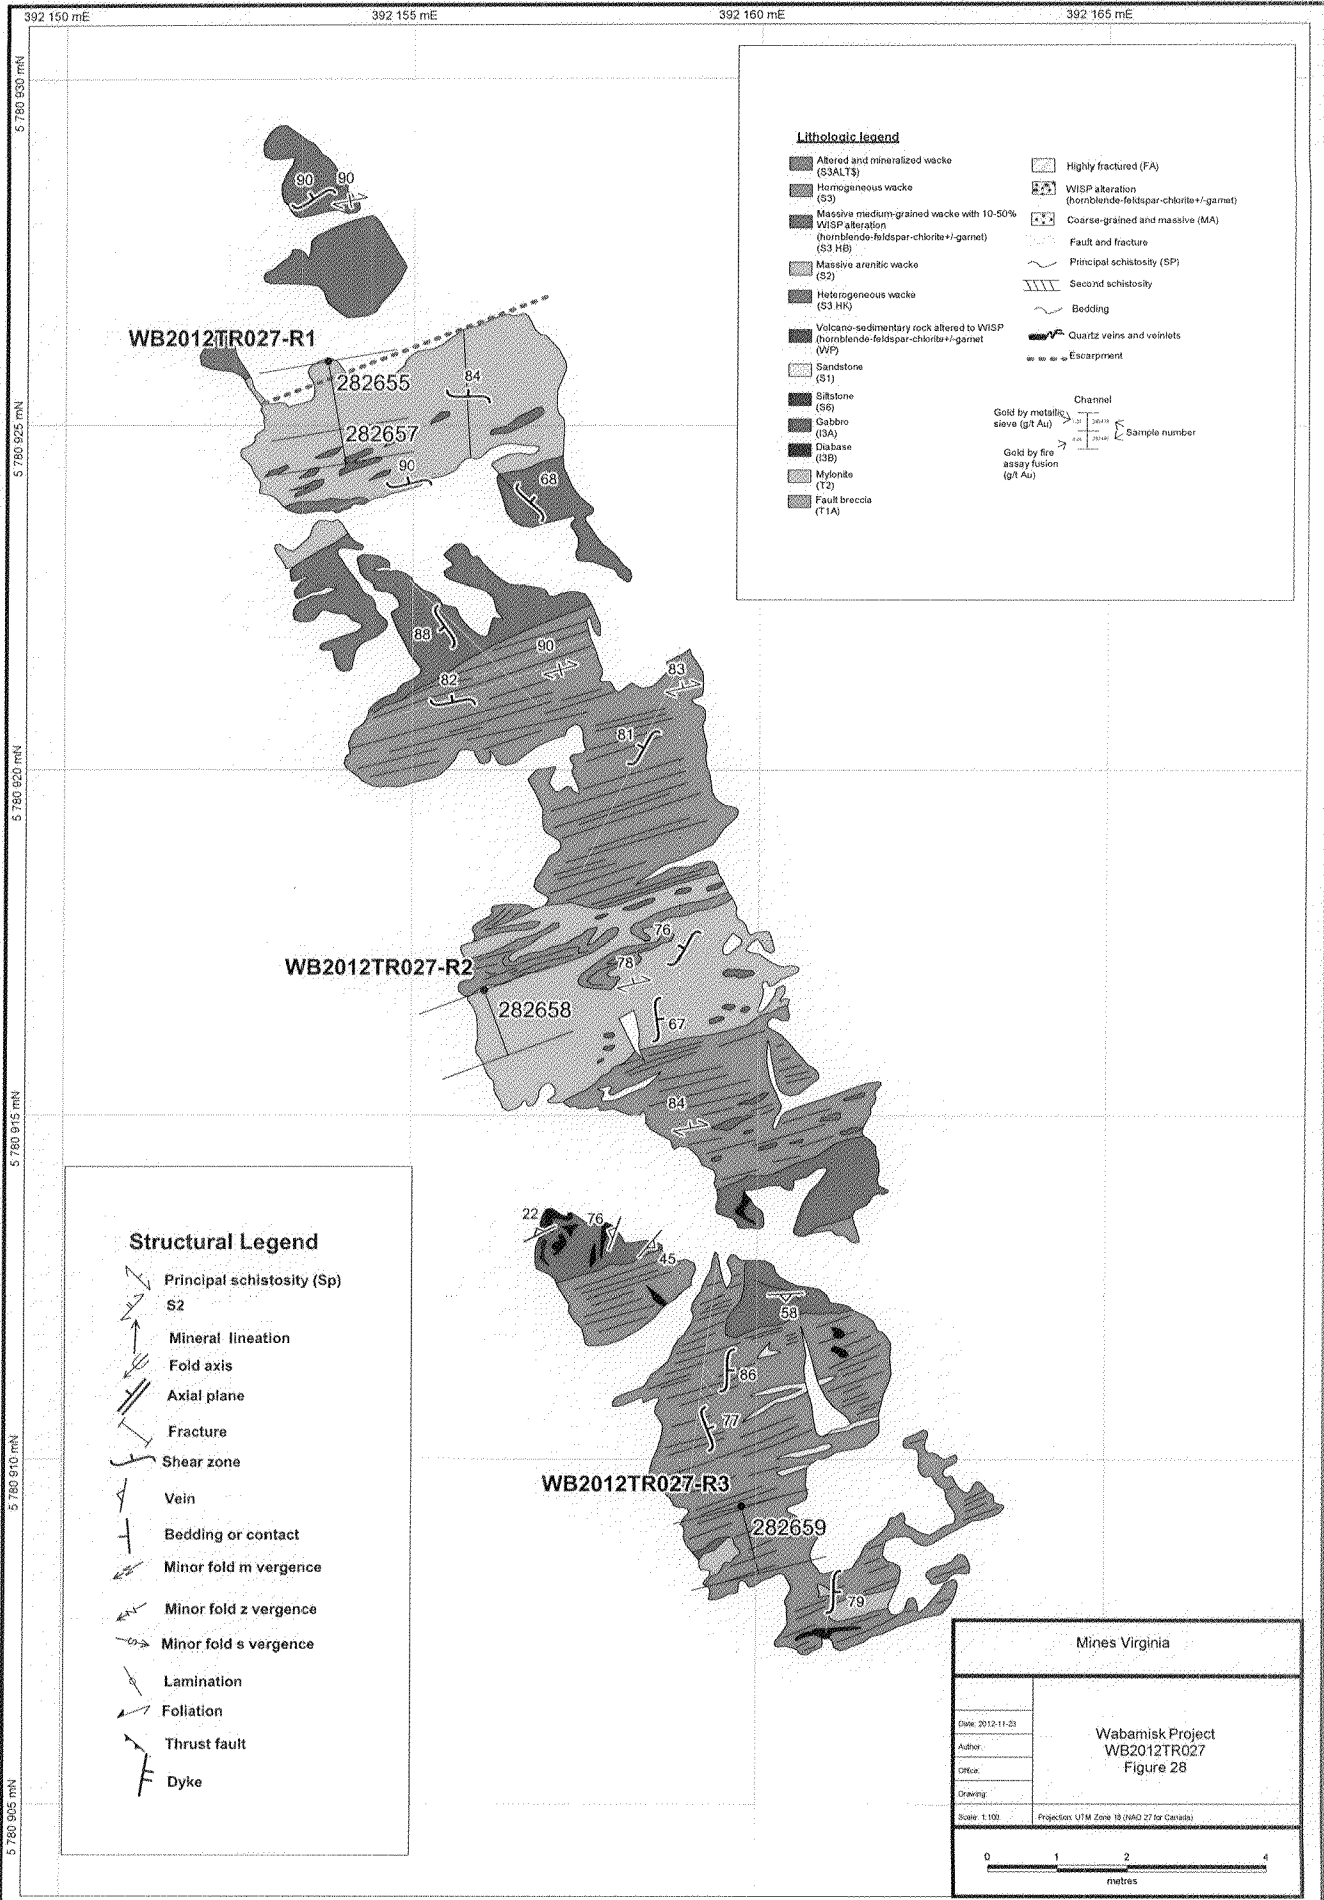 392 150 mE
392 155 mE
392 160 mE
392 165 mE
5 780 930 mN
5 780 925 mN
5 780 920 mN
5 780 915 mN
5 780 910 mN
5 780 905 mN
Lithologic legend
Altered and mineralized wacke
(S3ALT$)
Homogeneous wacke
(S3)
Massive medium-grained wacke with 10-50%
WISP alteration
(hornblende-feldspar-chlorite+/-garnet)
(S3 HB)
Massive arenitic wacke
(S2)
Heterogeneous wacke
(S3 HK)
Volcano-sedimentary rock altered to WISP
(hornblende-feldspar-chlorite+/-garnet
(WP)
Sandstone
(S1)
Siltstone
(S6)
Gabbro
(I3A)
Diabase
(I3B)
Mylonite
(T2)
Fault breccia
(T1A)
Highly fractured (FA)
WISP alteration
(hornblende-feldspar-chlorite+/-garnet)
Coarse-grained and massive (MA)
Fault and fracture
Principal schistosity (SP)
Second schistosity
Bedding
Quartz veins and veinlets
Escarpment
Channel
Gold by metallic
sieve (g/t Au)
Sample number
Gold by fire
assay fusion
(g/t Au)
90
90
WB2012TR027-R1
282655
84
282657
90
68
88
90
82
83
81
76
WB2012TR027-R2
78
282658
67
84
22
76
45
58
86
77
WB2012TR027-R3
282659
79
Structural Legend
Principal schistosity (Sp)
S2
Mineral lineation
Fold axis
Axial plane
Fracture
Shear zone
Vein
Bedding or contact
Minor fold m vergence
Minor fold z vergence
Minor fold s vergence
Lamination
Foliation
Thrust fault
Dyke
Mines Virginia
Date: 2012-11-23
Author:
Office:
Drawing:
Scale: 1:100
Wabamisk Project
WB2012TR027
Figure 28
Projection: UTM Zone 18 (NAD 27 for Canada)
0 1 2 4
metres